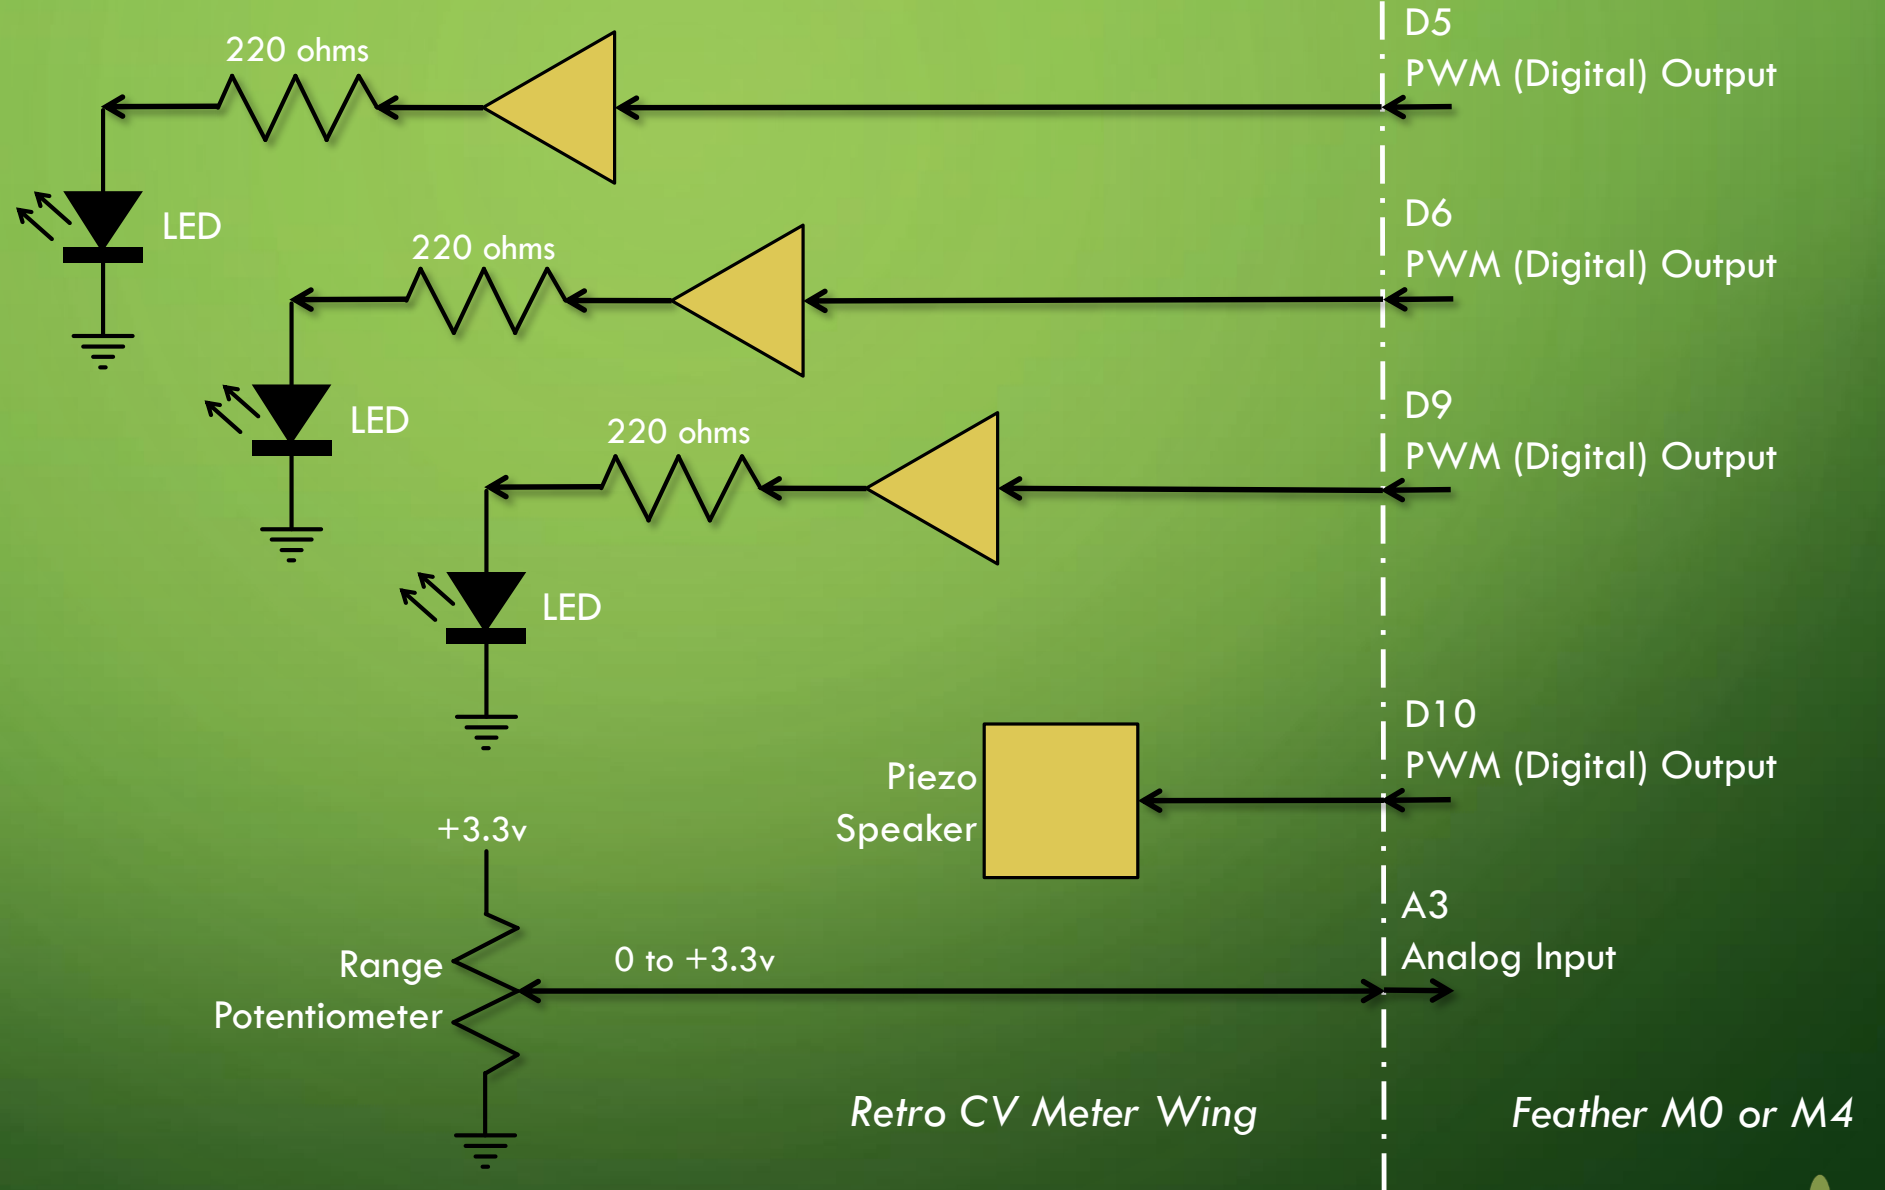 D5
PWM (Digital) Output
220 ohms
LED
D6
PWM (Digital) Output
220 ohms
LED
D9
PWM (Digital) Output
220 ohms
LED
D10
PWM (Digital) Output
Piezo
Speaker
+3.3v
A3
Analog Input
0 to +3.3v
Range
Potentiometer
Retro CV Meter Wing
Feather M0 or M4